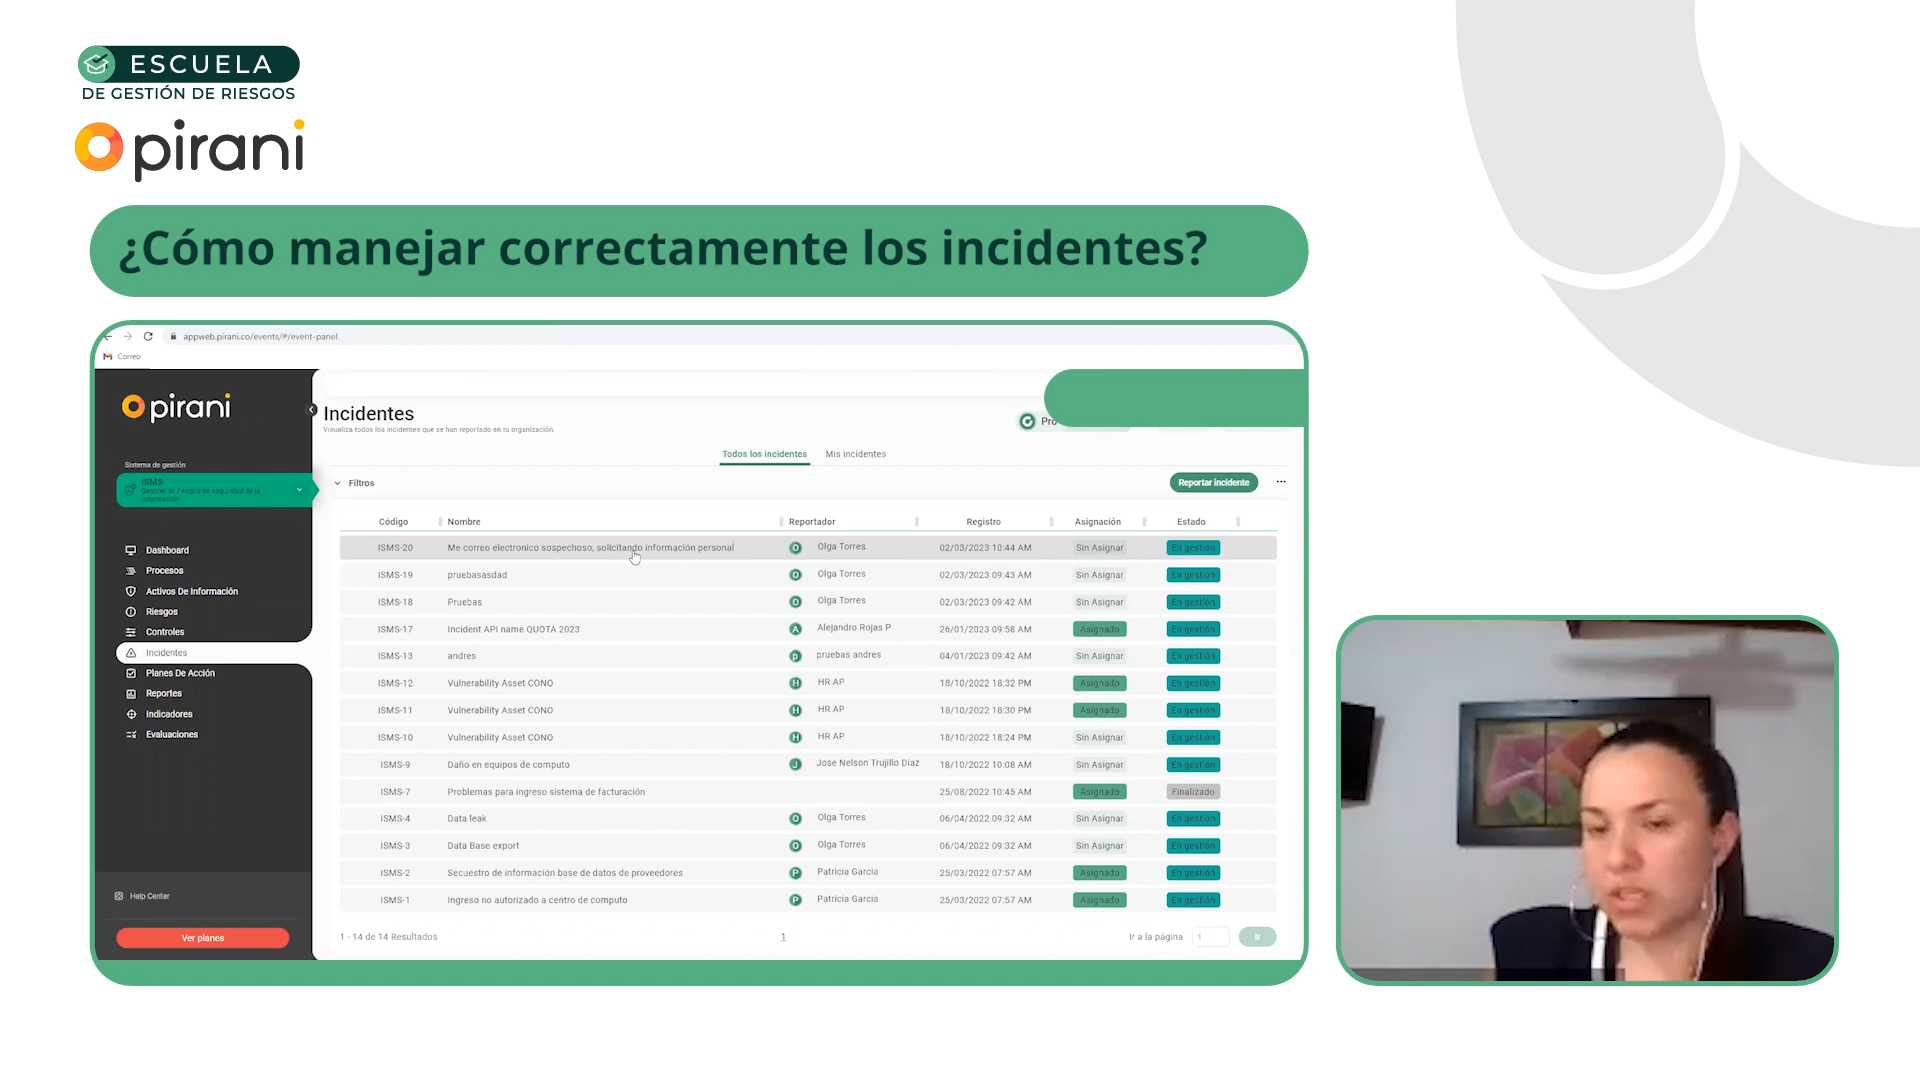 ESCUELA
DE GESTIÓN DE RIESGOS
pirani
¿Cómo manejar correctamente los incidentes?
appweb.pirani.co/events/#/event-panel
Correo
pirani
Sistema de gestión
ISMS
Gestión de riesgos de seguridad de la
información
Dashboard
Procesos
Activos De Información
Riesgos
Controles
Incidentes
Planes De Acción
Reportes
Indicadores
Evaluaciones
Help Center
Ver planes
Incidentes
Visualiza todos los incidentes que se han reportado en tu organización.
Pro
Todos los incidentes Mis incidentes
Filtros
Reportar incidente ...
Código Nombre Reportador Registro Asignación Estado
ISMS-20 Me correo electronico sospechoso, solicitando información personal O Olga Torres 02/03/2023 10:44 AM Sin Asignar En gestión
ISMS-19 pruebasasdad O Olga Torres 02/03/2023 09:43 AM Sin Asignar En gestión
ISMS-18 Pruebas O Olga Torres 02/03/2023 09:42 AM Sin Asignar En gestión
ISMS-17 Incident API name QUOTA 2023 A Alejandro Rojas P 26/01/2023 09:58 AM Asignado En gestión
ISMS-13 andres p pruebas andres 04/01/2023 09:42 AM Sin Asignar En gestión
ISMS-12 Vulnerability Asset CONO H HR AP 18/10/2022 18:32 PM Asignado En gestión
ISMS-11 Vulnerability Asset CONO H HR AP 18/10/2022 18:30 PM Asignado En gestión
ISMS-10 Vulnerability Asset CONO H HR AP 18/10/2022 18:24 PM Sin Asignar En gestión
ISMS-9 Daño en equipos de computo J Jose Nelson Trujillo Diaz 18/10/2022 10:08 AM Sin Asignar En gestión
ISMS-7 Problemas para ingreso sistema de facturación 25/08/2022 10:45 AM Asignado Finalizado
ISMS-4 Data leak O Olga Torres 06/04/2022 09:32 AM Sin Asignar En gestión
ISMS-3 Data Base export O Olga Torres 06/04/2022 09:32 AM Sin Asignar En gestión
ISMS-2 Secuestro de información base de datos de proveedores P Patricia Garcia 25/03/2022 07:57 AM Asignado En gestión
ISMS-1 Ingreso no autorizado a centro de computo P Patricia Garcia 25/03/2022 07:57 AM Asignado En gestión
1 - 14 de 14 Resultados 1 Ir a la página 1 Ir